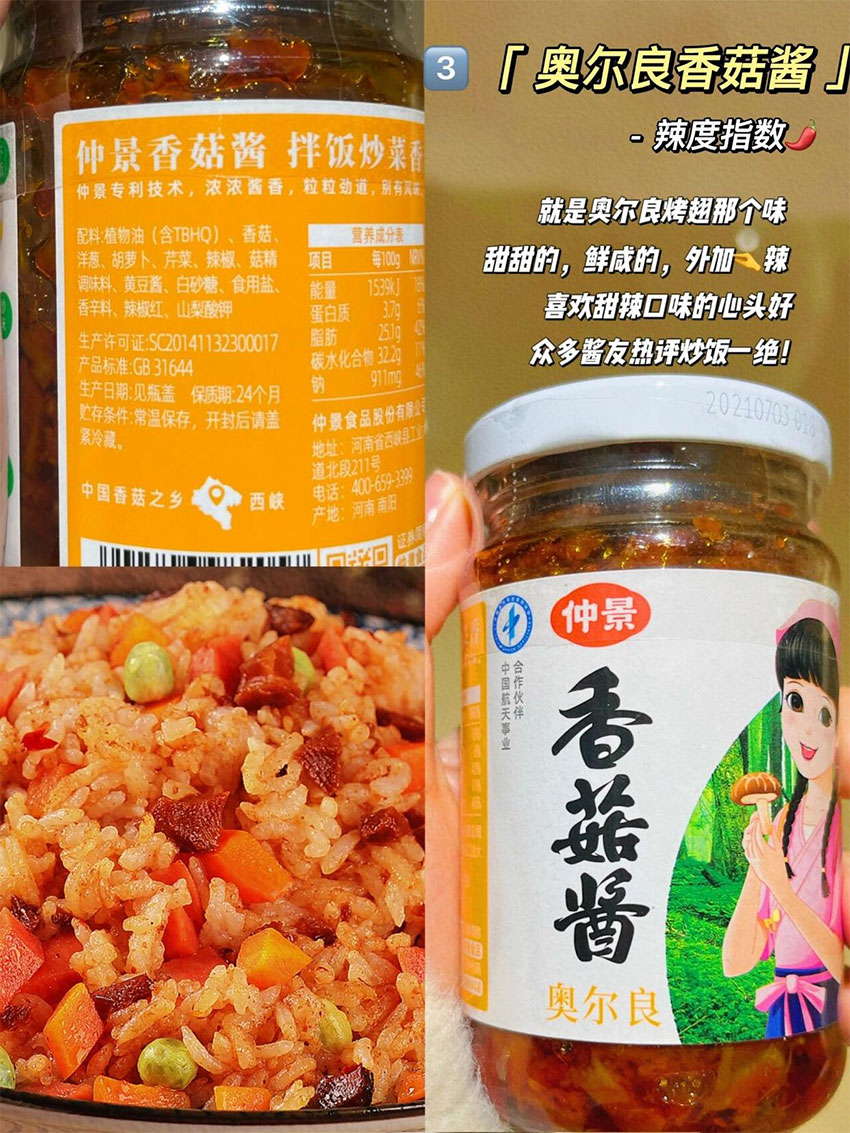 仲景香菇酱 拌饭炒菜香
仲景专利技术，浓浓酱香，粒粒劲道，别有风味
配料:植物油（含TBHQ）、香菇、
洋葱、胡萝卜、芹菜、辣椒、菇精
调味料、黄豆酱、白砂糖、食用盐、
香辛料、辣椒红、山梨酸钾
生产许可证:SC20141132300017
产品标准:GB 31644
生产日期:见瓶盖 保质期:24个月
贮存条件:常温保存，开封后请盖
紧冷藏。
中国香菇之乡 西峡
营养成分表
项目 每100g
能量 1539kJ
蛋白质 3.7g
脂肪 25.1g
碳水化合物 32.2g
钠 911mg
仲景食品股份有限公司
地址：河南省西峡县工业
道北段211号
电话：400-659-3399
产地：河南 南阳
3 「奥尔良香菇酱」
- 辣度指数🌶️
就是奥尔良烤翅那个味
甜甜的，鲜咸的，外加🤏辣
喜欢甜辣口味的心头好
众多酱友热评炒饭一绝！
20210703
仲景
合作伙伴
中国航天事业
香菇酱
奥尔良